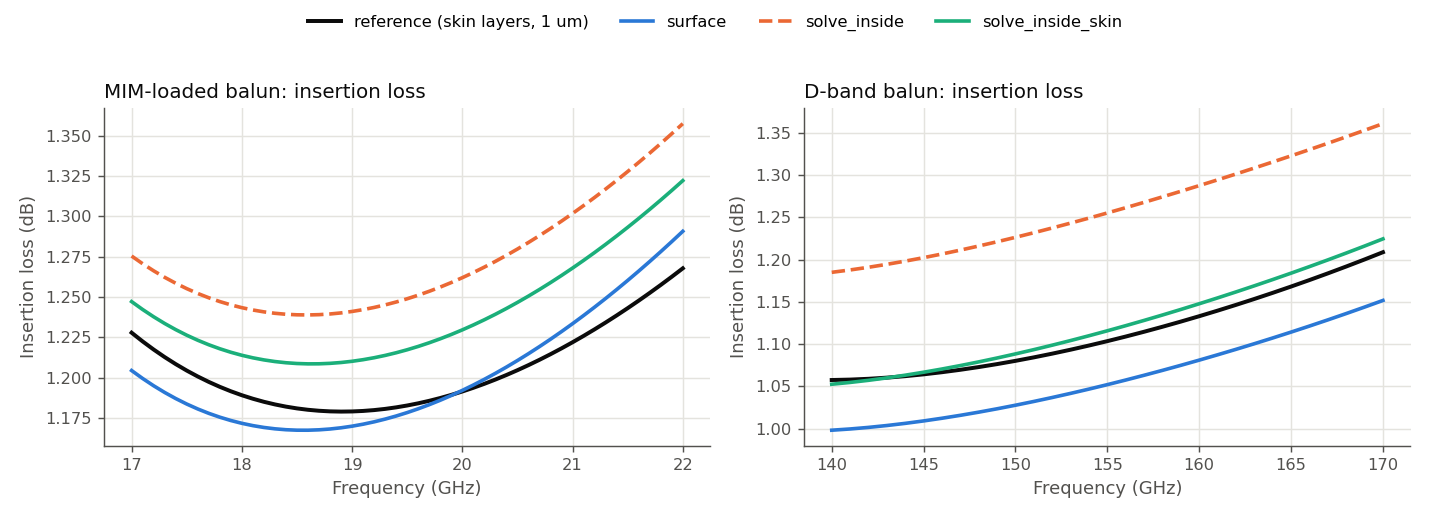 reference (skin layers, 1 um) surface solve_inside solve_inside_skin
MIM-loaded balun: insertion loss
1.350
1.325
1.300
1.275
1.250
1.225
1.200
1.175
Insertion loss (dB)
17 18 19 20 21 22
Frequency (GHz)
D-band balun: insertion loss
1.35
1.30
1.25
1.20
1.15
1.10
1.05
1.00
Insertion loss (dB)
140 145 150 155 160 165 170
Frequency (GHz)